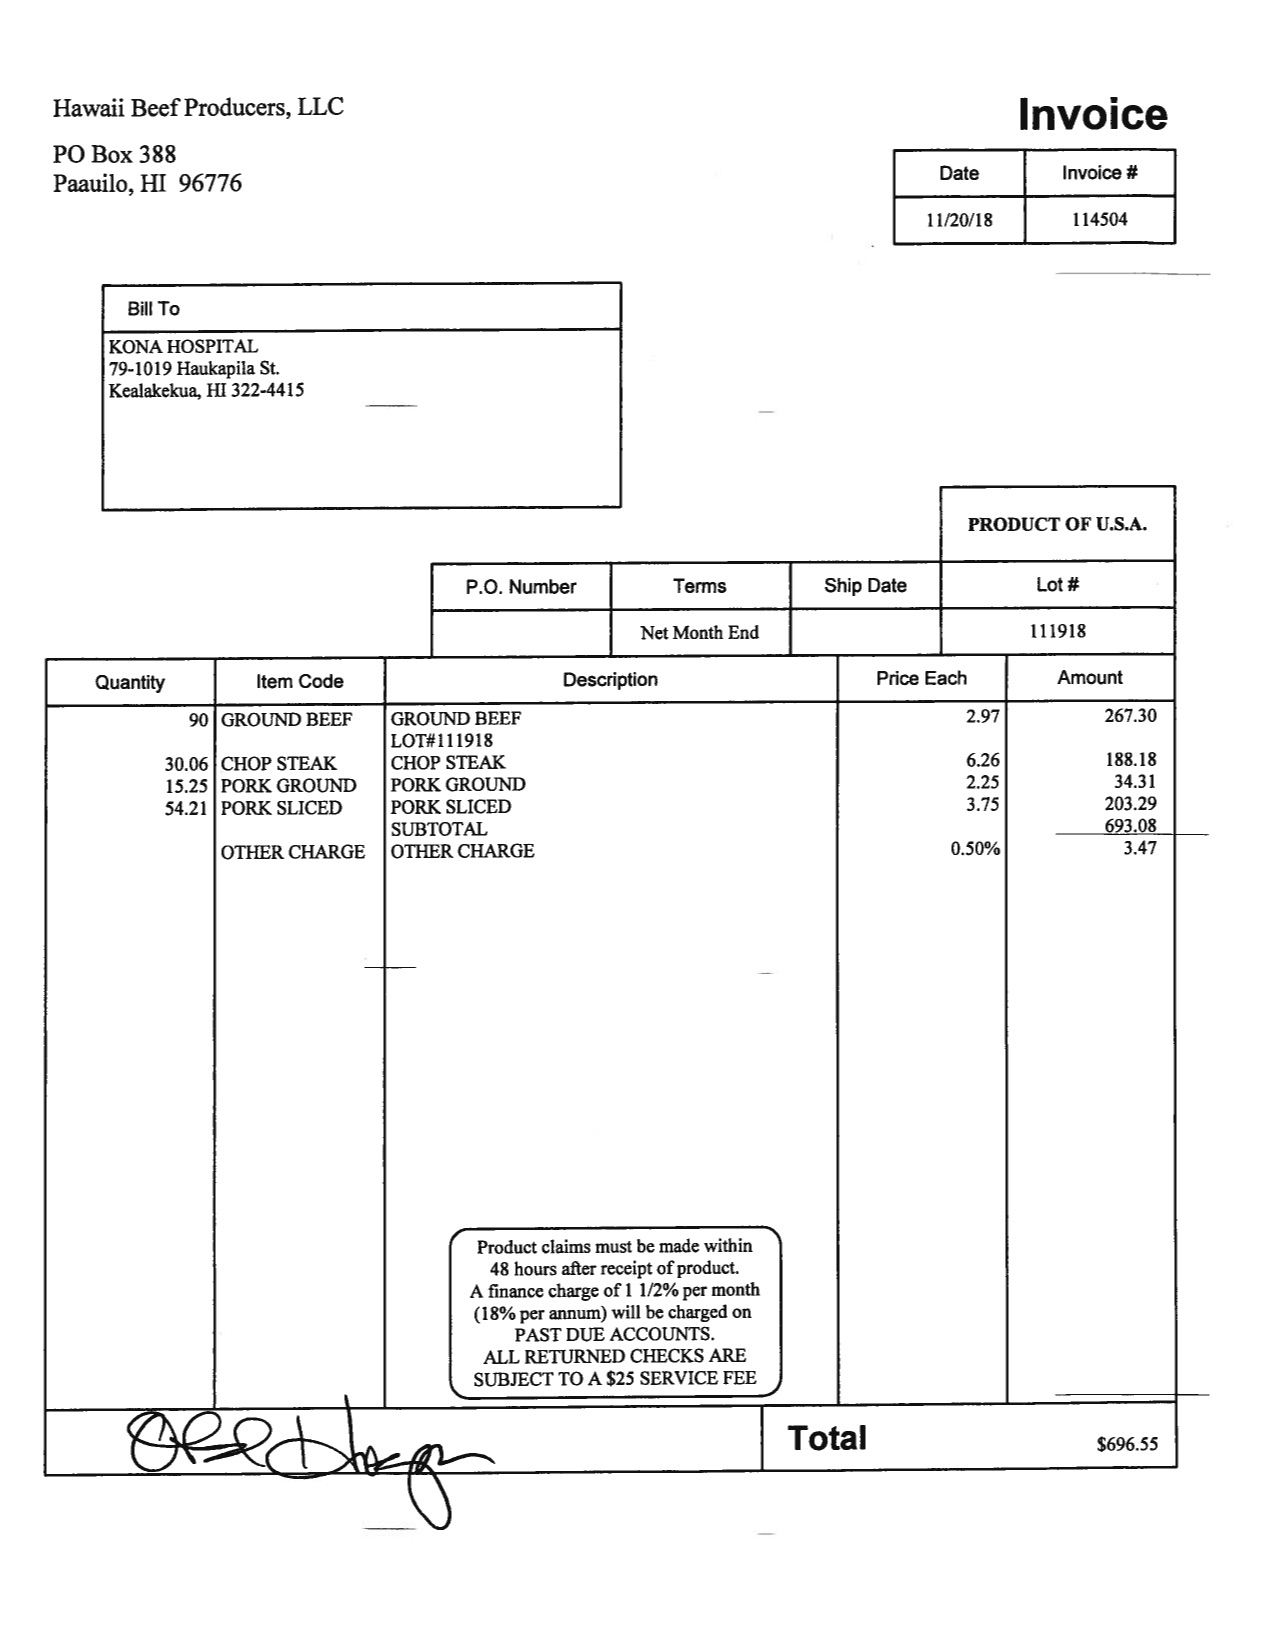 Hawaii Beef Producers, LLC
PO Box 388
Paauilo, HI 96776
Invoice
Date Invoice #
11/20/18 114504
Bill To
KONA HOSPITAL
79-1019 Haukapila St.
Kealakekua, HI 322-4415
PRODUCT OF U.S.A.
P.O. Number Terms Ship Date Lot #
Net Month End 111918
Quantity Item Code Description Price Each Amount
90 GROUND BEEF GROUND BEEF 2.97 267.30
LOT#111918
30.06 CHOP STEAK CHOP STEAK 6.26 188.18
15.25 PORK GROUND PORK GROUND 2.25 34.31
54.21 PORK SLICED PORK SLICED 3.75 203.29
SUBTOTAL 693.08
OTHER CHARGE OTHER CHARGE 0.50% 3.47
Product claims must be made within
48 hours after receipt of product.
A finance charge of 1 1/2% per month
(18% per annum) will be charged on
PAST DUE ACCOUNTS.
ALL RETURNED CHECKS ARE
SUBJECT TO A $25 SERVICE FEE
Total $696.55